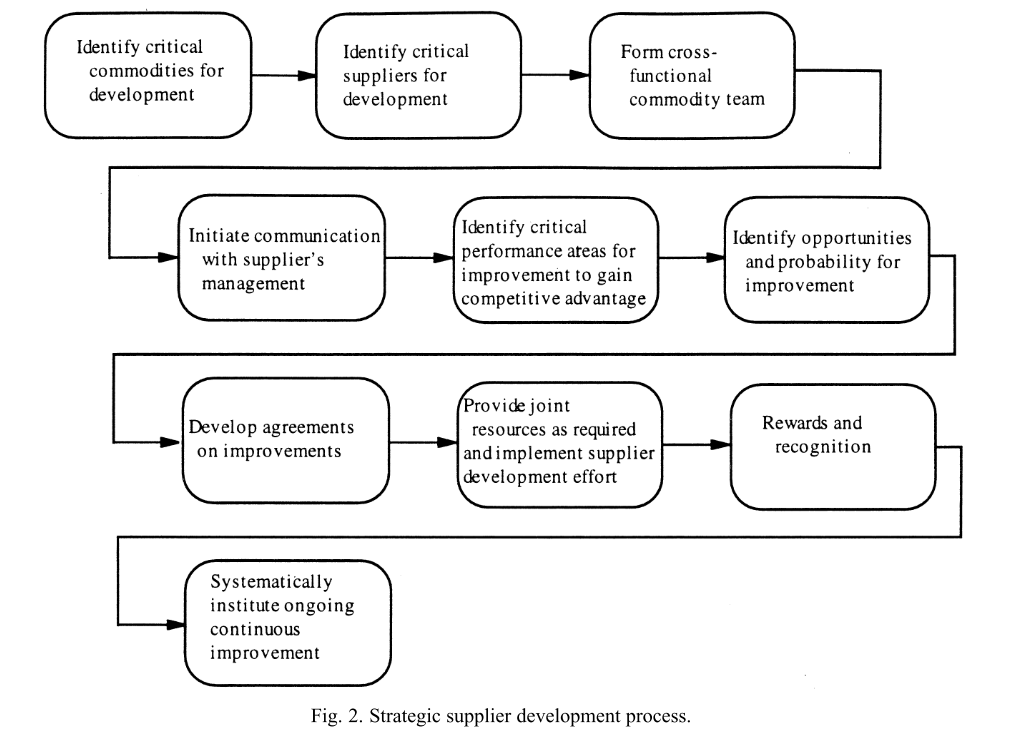 Identify critical
commodities for
development
Identify critical
suppliers for
development
Form cross-
functional
commodity team
Initiate communication
with supplier's
management
Identify critical
performance areas for
improvement to gain
competitive advantage
Identify opportunities
and probability for
improvement
Develop agreements
on improvements
Provide joint
resources as required
and implement supplier
development effort
Rewards and
recognition
Systematically
institute ongoing
continuous
improvement
Fig. 2. Strategic supplier development process.